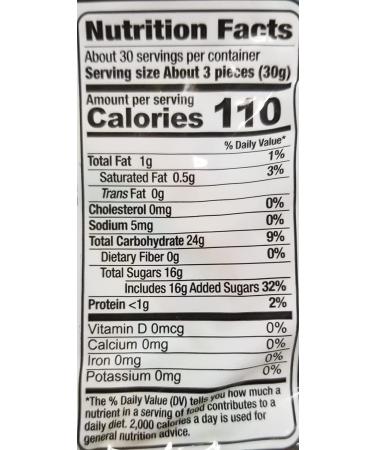 Nutrition Facts
About 30 servings per container
Serving size About 3 pieces (30g)
Amount per serving
Calories 110
% Daily Value*
Total Fat 1g 1%
Saturated Fat 0.5g 3%
Trans Fat 0g
Cholesterol 0mg 0%
Sodium 5mg 0%
Total Carbohydrate 24g 9%
Dietary Fiber 0g 0%
Total Sugars 16g
Includes 16g Added Sugars 32%
Protein <1g 2%
Vitamin D 0mcg 0%
Calcium 0mg 0%
Iron 0mg 0%
Potassium 0mg 0%
*The % Daily Value (DV) tells you how much a
nutrient in a serving of food contributes to a
daily diet. 2,000 calories a day is used for
general nutrition advice.